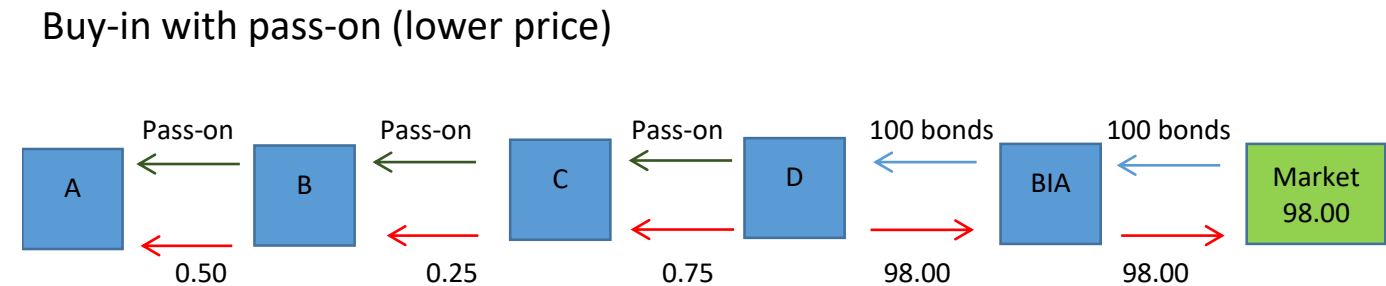 Buy-in with pass-on (lower price)
Pass-on Pass-on Pass-on 100 bonds 100 bonds
A B C D BIA Market
98.00
0.50 0.25 0.75 98.00 98.00